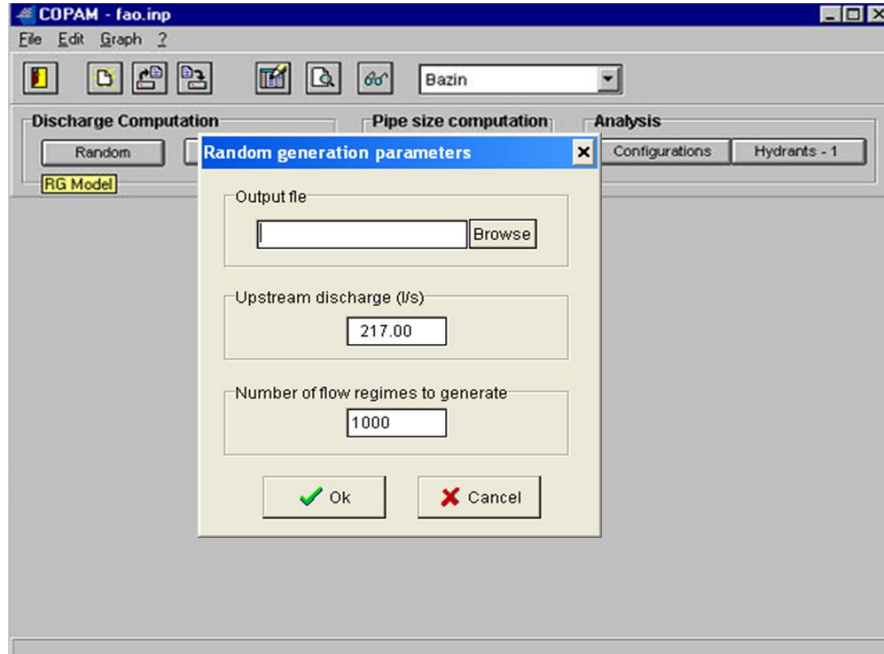 COPAM - fao.inp
File Edit Graph ?
Bazin
Discharge Computation
Pipe size computation
Analysis
Random
Configurations
Hydrants - 1
RG Model
Random generation parameters
Output fle
Browse
Upstream discharge (l/s)
217.00
Number of flow regimes to generate
1000
Ok
Cancel